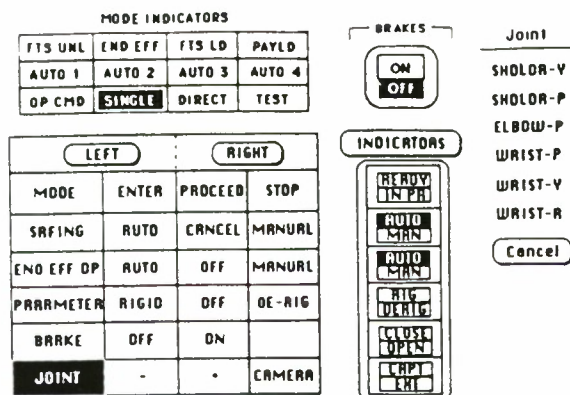 MODE INDICATORS
FTS UNL END EFF FTS LD PAYLD
AUTO 1 AUTO 2 AUTO 3 AUTO 4
OP CMD SINGLE DIRECT TEST
LEFT RIGHT
MODE ENTER PROCEED STOP
SAFING AUTO CANCEL MANUAL
END EFF OP AUTO OFF MANUAL
PARAMETER RIGID OFF DE-RIG
BRAKE OFF ON
JOINT - • CAMERA
BRAKES
ON
OFF
INDICATORS
READY
IN PR
AUTO
MAN
AUTO
MAN
RIG
DERIG
CLOSE
OPEN
CAPT
EXT
Joint
SHOLDR-Y
SHOLDR-P
ELBOW-P
WRIST-P
WRIST-Y
WRIST-R
Cancel